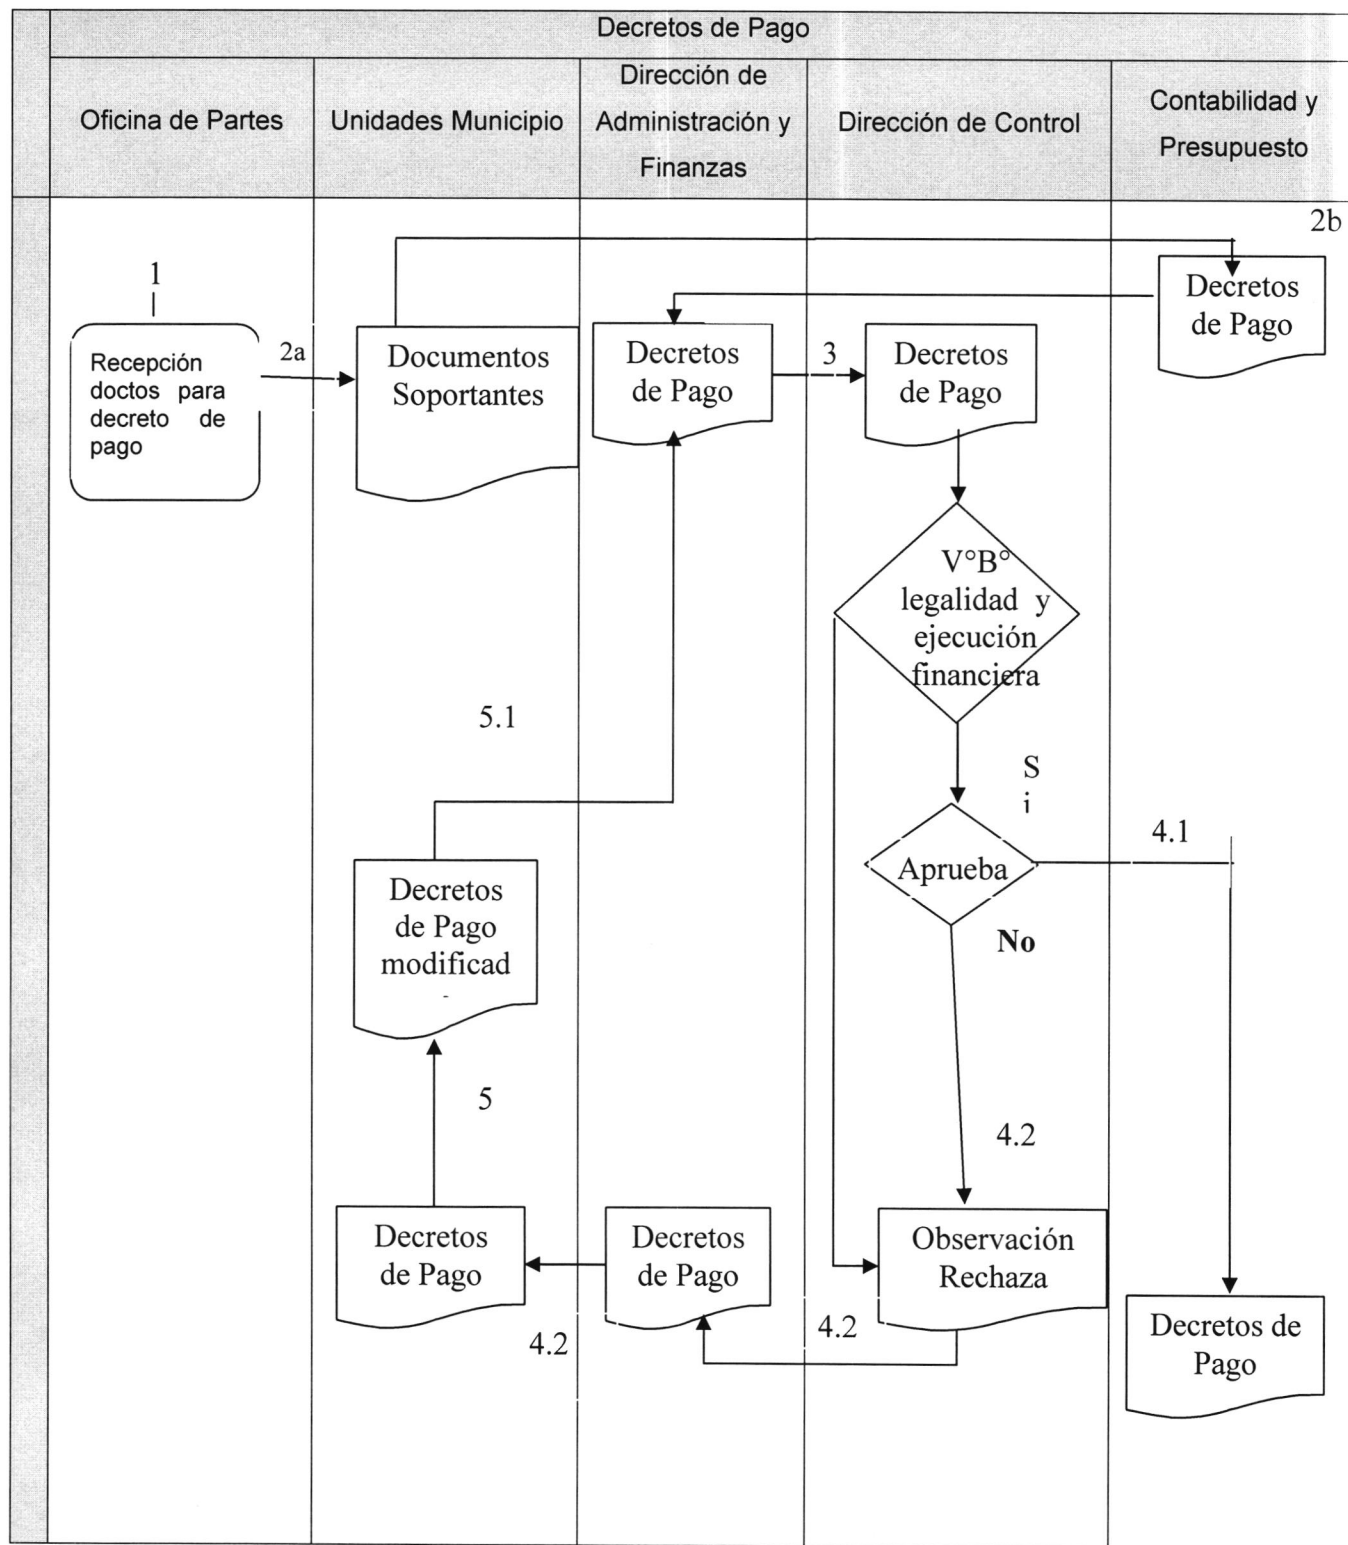 Decretos de Pago
Oficina de Partes
Unidades Municipio
Dirección de
Administración y
Finanzas
Dirección de Control
Contabilidad y
Presupuesto
2b
1
Decretos
de Pago
Recepción
doctos para
decreto de
pago
2a
Documentos
Soportantes
Decretos
de Pago
3
Decretos
de Pago
V°B°
legalidad y
ejecución
financiera
5.1
S
i
4.1
Aprueba
No
Decretos
de Pago
modificad
5
4.2
Decretos
de Pago
Decretos
de Pago
Observación
Rechaza
4.2
4.2
Decretos de
Pago